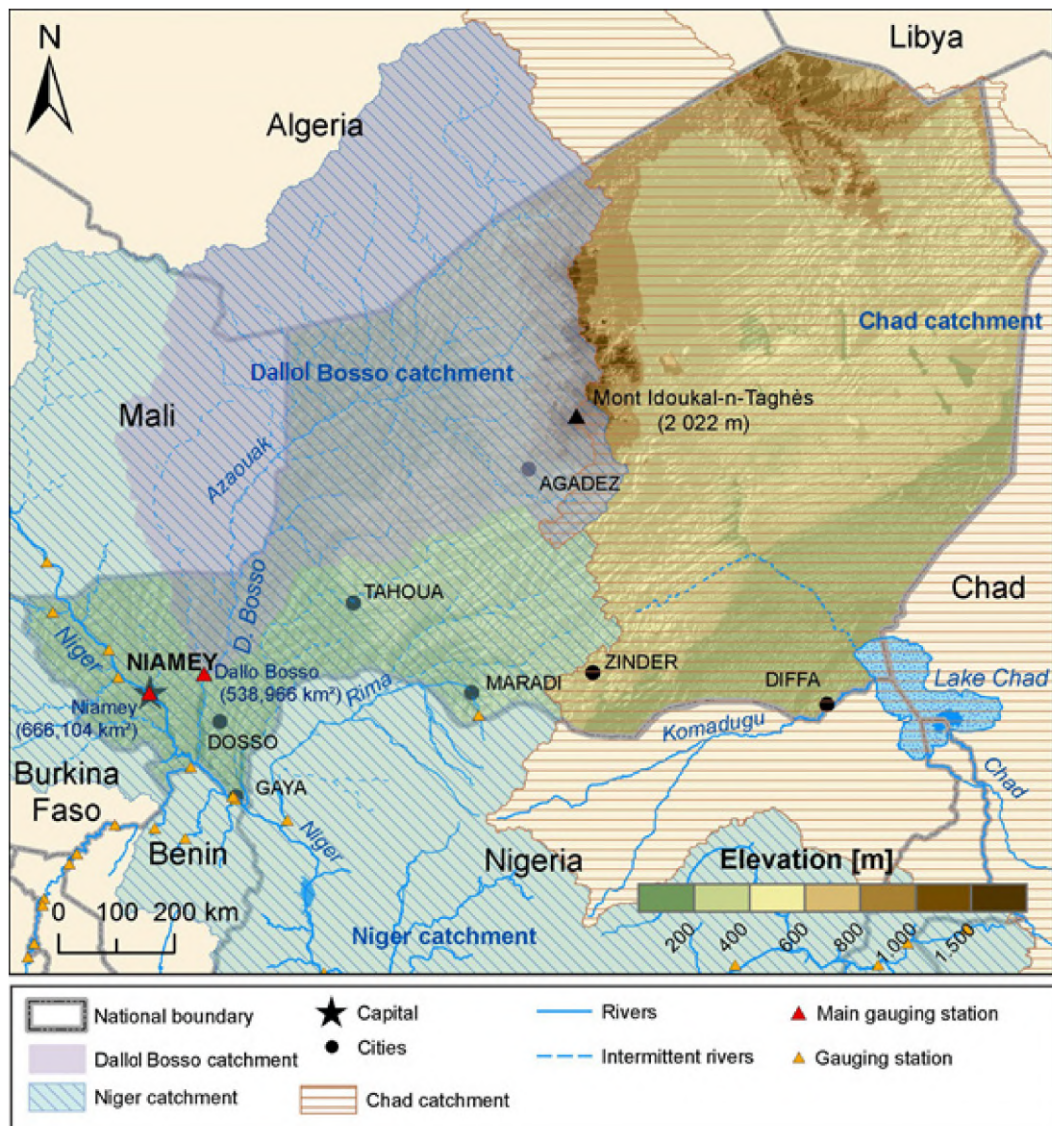 N
Libya
Algeria
Chad catchment
Dallol Bosso catchment
Mali
Mont Idoukal-n-Taghès
(2 022 m)
Azaouak
AGADEZ
Chad
TAHOUA
D. Bosso
Niger
NIAMEY
Dallo Bosso
(538,966 km²)
Niamey
(666,104 km²)
Rima
MARADI
ZINDER
DIFFA
Lake Chad
Komadugu
DOSSO
Burkina
Faso
GAYA
Chad
Benin
Niger
Nigeria
Elevation [m]
0 100 200 km
200 400 600 800 1.000 1.500
Niger catchment
National boundary
Capital
Rivers
Main gauging station
Dallol Bosso catchment
Cities
Intermittent rivers
Gauging station
Niger catchment
Chad catchment